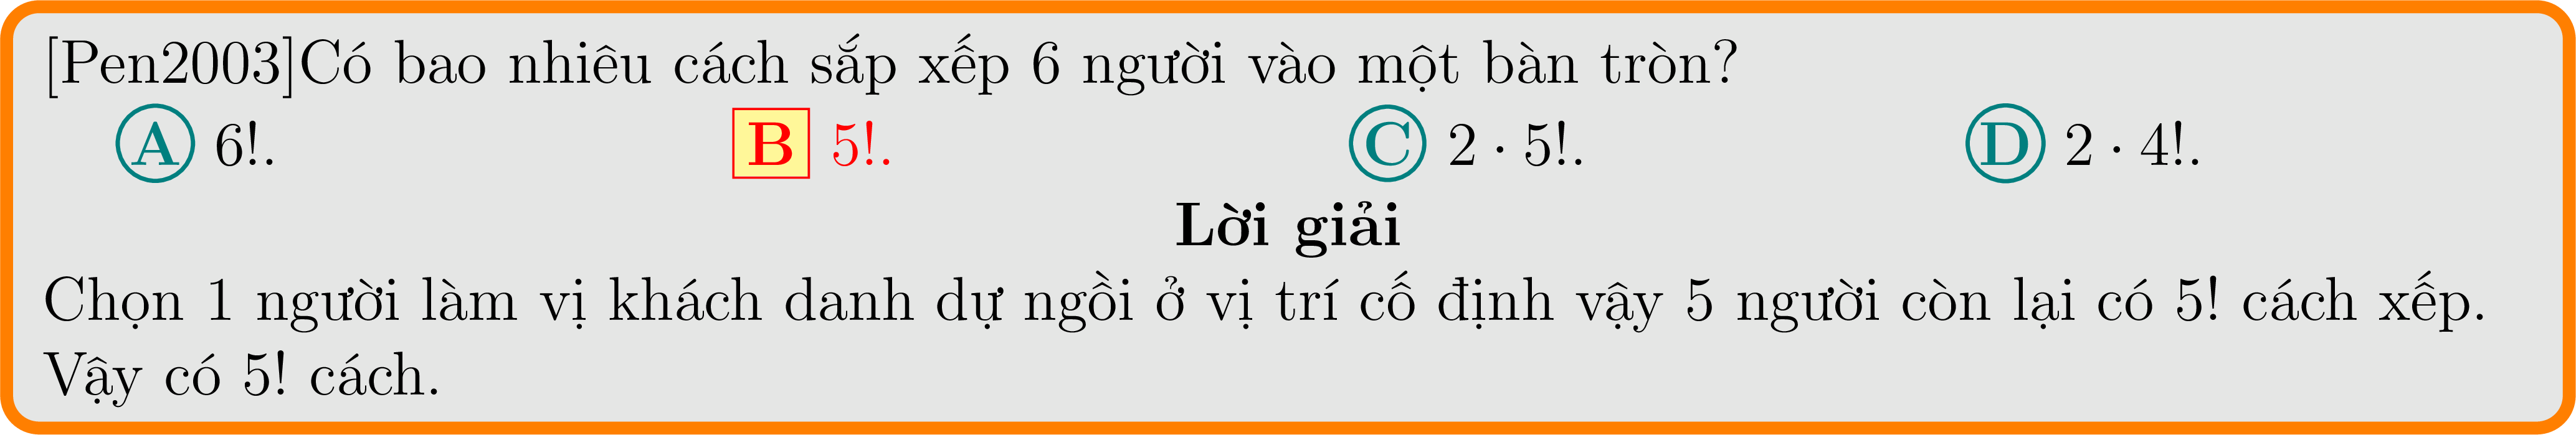 [Pen2003]Có bao nhiêu cách sắp xếp 6 người vào một bàn tròn?
A 6!. B 5!. C 2 · 5!. D 2 · 4!.
Lời giải
Chọn 1 người làm vị khách danh dự ngồi ở vị trí cố định vậy 5 người còn lại có 5! cách xếp.
Vậy có 5! cách.